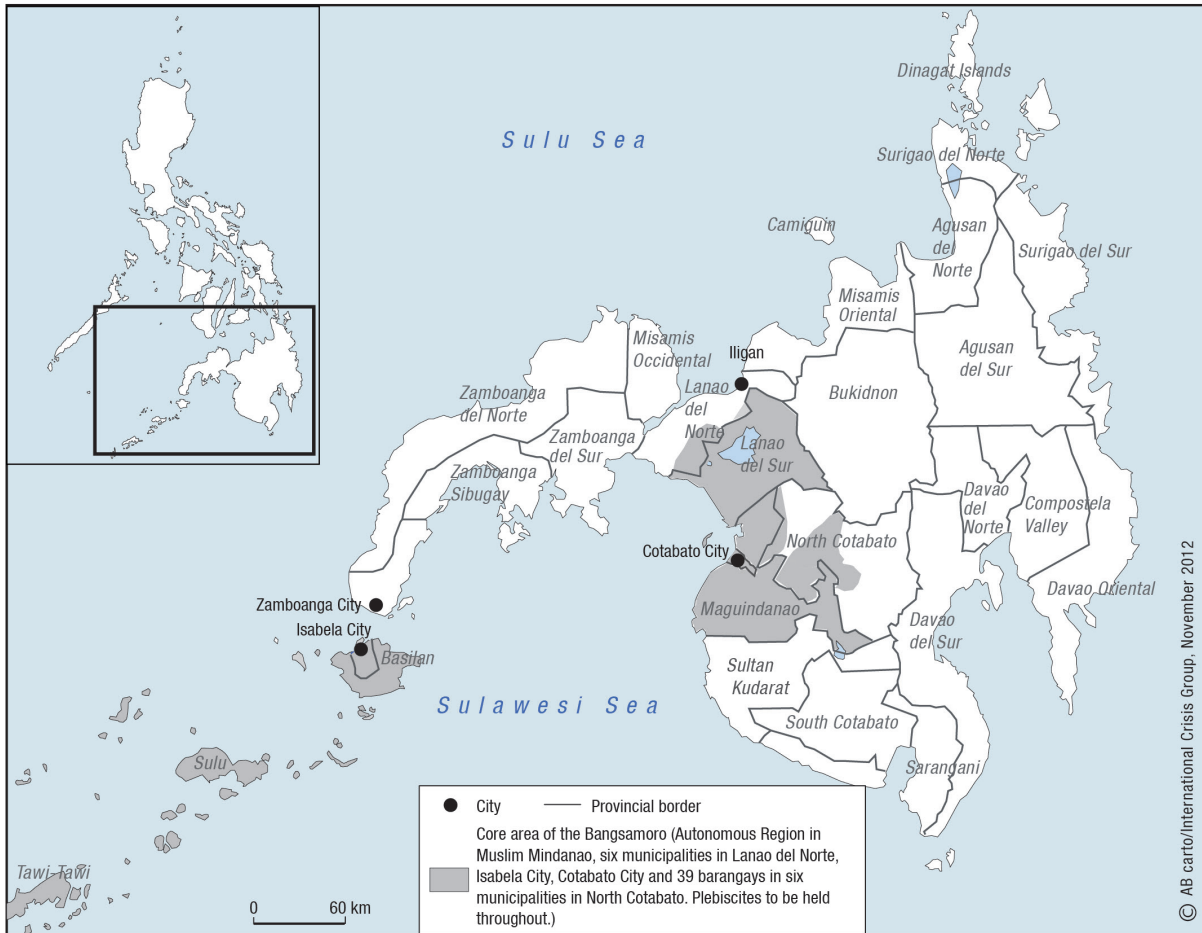 Dinagat Islands
Sulu Sea
Surigao del Norte
Camiguin
Agusan
del
Norte
Surigao del Sur
Misamis
Oriental
Misamis
Occidental
Iligan
Agusan
del Sur
Zamboanga
del Norte
Lanao
del
Norte
Bukidnon
Zamboanga
del Sur
Lanao
del Sur
Zamboanga
Sibugay
Davao
del
Norte
Compostela
Valley
North Cotabato
Cotabato City
Davao Oriental
Zamboanga City
Maguindanao
Davao
del Sur
Isabela City
Basilan
Sultan
Kudarat
Sulawesi Sea
South Cotabato
Sulu
Sarangani
Tawi-Tawi
City
Provincial border
Core area of the Bangsamoro (Autonomous Region in
Muslim Mindanao, six municipalities in Lanao del Norte,
Isabela City, Cotabato City and 39 barangays in six
municipalities in North Cotabato. Plebiscites to be held
throughout.)
0 60 km
© AB carto/International Crisis Group, November 2012